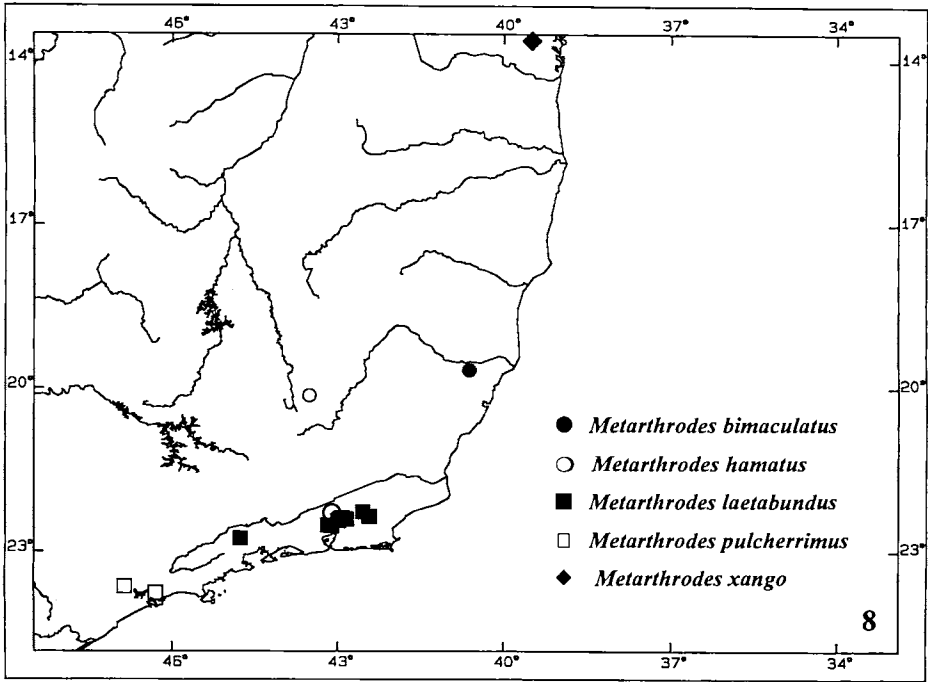 46° 43° 40° 37° 34°
14° 14°
17° 17°
20° 20°
Metarthrodes bimaculatus
Metarthrodes hamatus
Metarthrodes laetabundus
23° Metarthrodes pulcherrimus 23°
Metarthrodes xango
8
46° 43° 40° 37° 34°